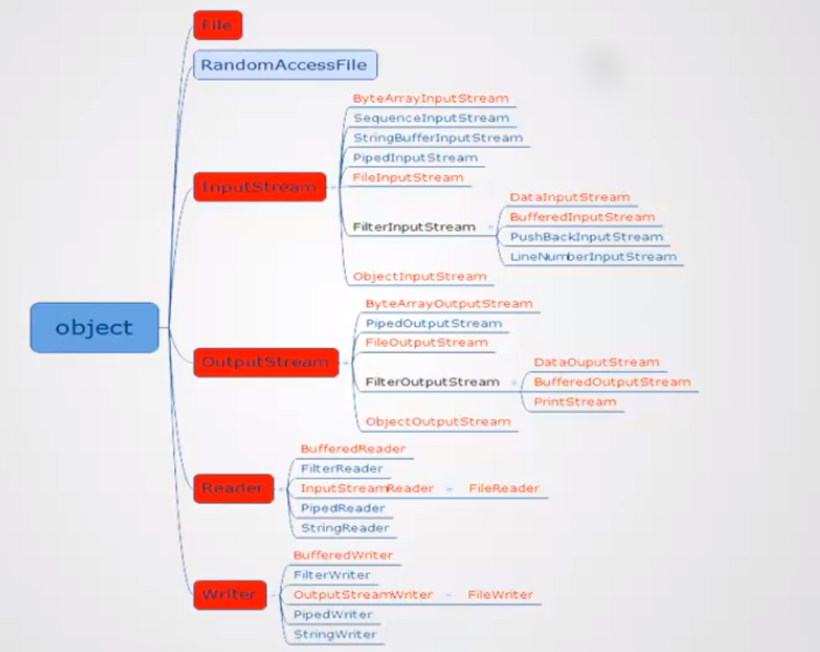 File
RandomAccessFile
ByteArrayInputStream
SequenceInputStream
StringBufferInputStream
PipedInputStream
FileInputStream
InputStream
DataInputStream
BufferedInputStream
FilterInputStream
PushBackInputStream
LineNumberInputStream
ObjectInputStream
object
ByteArrayOutputStream
PipedOutputStream
FileOutputStream
OutputStream
DataOuputStream
FilterOutputStream
BufferedOutputStream
PrintStream
ObjectOutputStream
BufferedReader
FilterReader
Reader
InputStreamReader
FileReader
PipedReader
StringReader
BufferedWriter
FilterWriter
Writer
OutputStreamWriter
FileWriter
PipedWriter
StringWriter